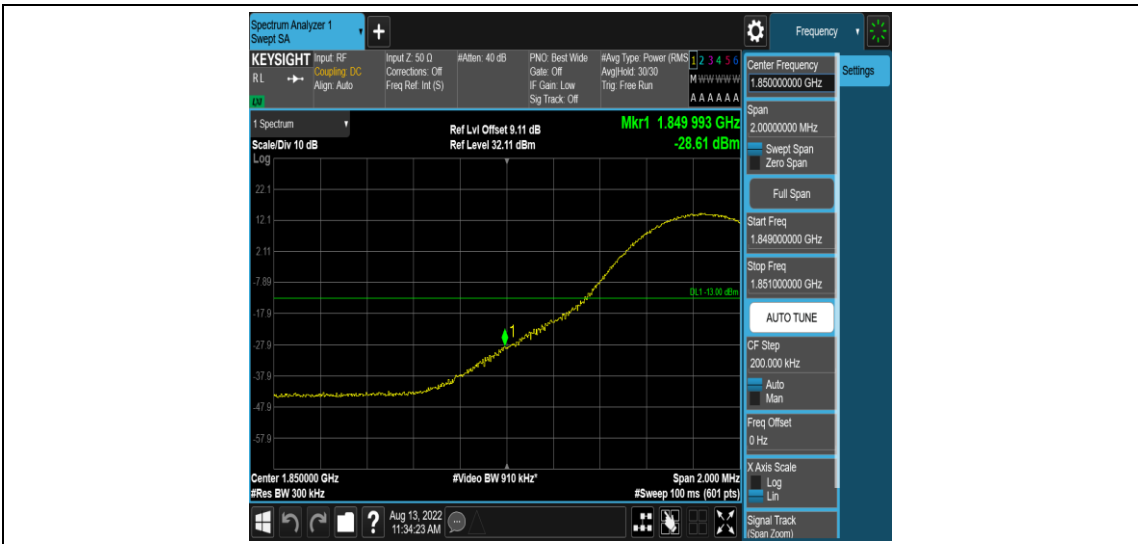 Spectrum Analyzer 1
Swept SA
+
Frequency
KEYSIGHT
RL
LXI
Input: RF
Coupling: DC
Align: Auto
Input Z: 50 Ω
Corrections: Off
Freq Ref: Int (S)
#Atten: 40 dB
PNO: Best Wide
Gate: Off
IF Gain: Low
Sig Track: Off
#Avg Type: Power (RMS
Avg|Hold: 30/30
Trig: Free Run
1 2 3 4 5 6
M W W W W W
A A A A A A
1 Spectrum
Scale/Div 10 dB
Log
Ref Lvl Offset 9.11 dB
Ref Level 32.11 dBm
Mkr1 1.849 993 GHz
-28.61 dBm
22.1
12.1
2.11
-7.89
DL1 -13.00 dBm
-17.9
1
-27.9
-37.9
-47.9
-57.9
Center 1.850000 GHz
#Res BW 300 kHz
#Video BW 910 kHz*
Span 2.000 MHz
#Sweep 100 ms (601 pts)
?
Aug 13, 2022
11:34:23 AM
Center Frequency
1.850000000 GHz
Settings
Span
2.00000000 MHz
Swept Span
Zero Span
Full Span
Start Freq
1.849000000 GHz
Stop Freq
1.851000000 GHz
AUTO TUNE
CF Step
200.000 kHz
Auto
Man
Freq Offset
0 Hz
X Axis Scale
Log
Lin
Signal Track
(Span Zoom)